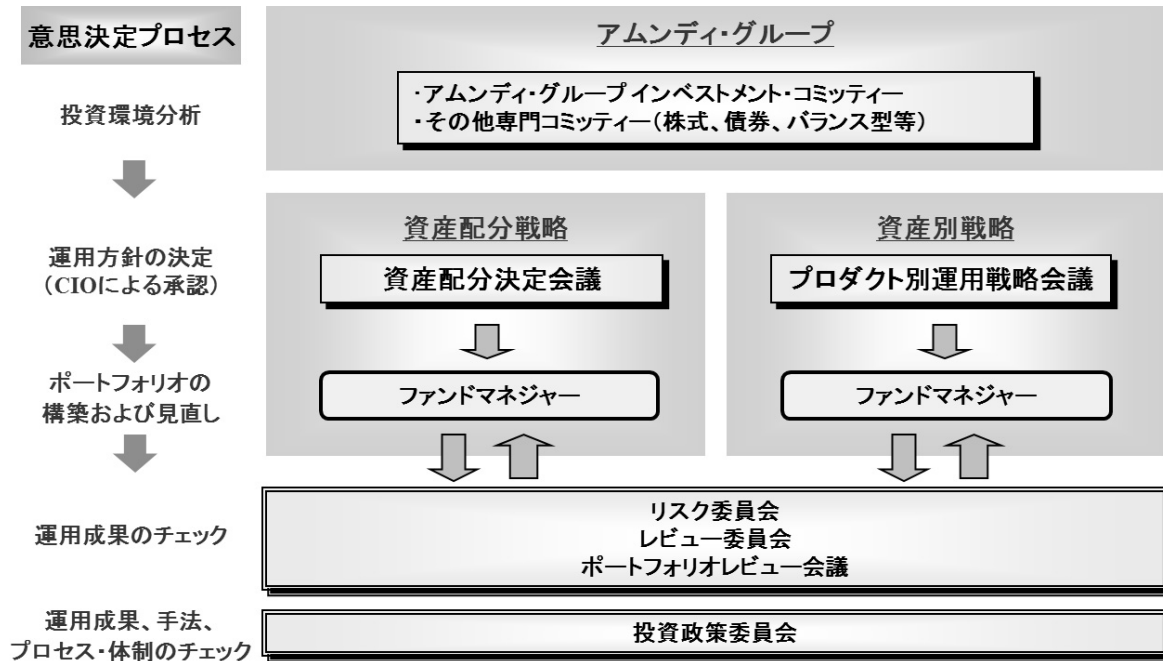 意思決定プロセス
アムンディ・グループ
投資環境分析
・アムンディ・グループ インベストメント・コミッティー
・その他専門コミッティー(株式、債券、バランス型等)
運用方針の決定
(CIOによる承認)
資産配分戦略
資産配分決定会議
資産別戦略
プロダクト別運用戦略会議
ポートフォリオの
構築および見直し
ファンドマネジャー
ファンドマネジャー
運用成果のチェック
リスク委員会
レビュー委員会
ポートフォリオレビュー会議
運用成果、手法、
プロセス・体制のチェック
投資政策委員会